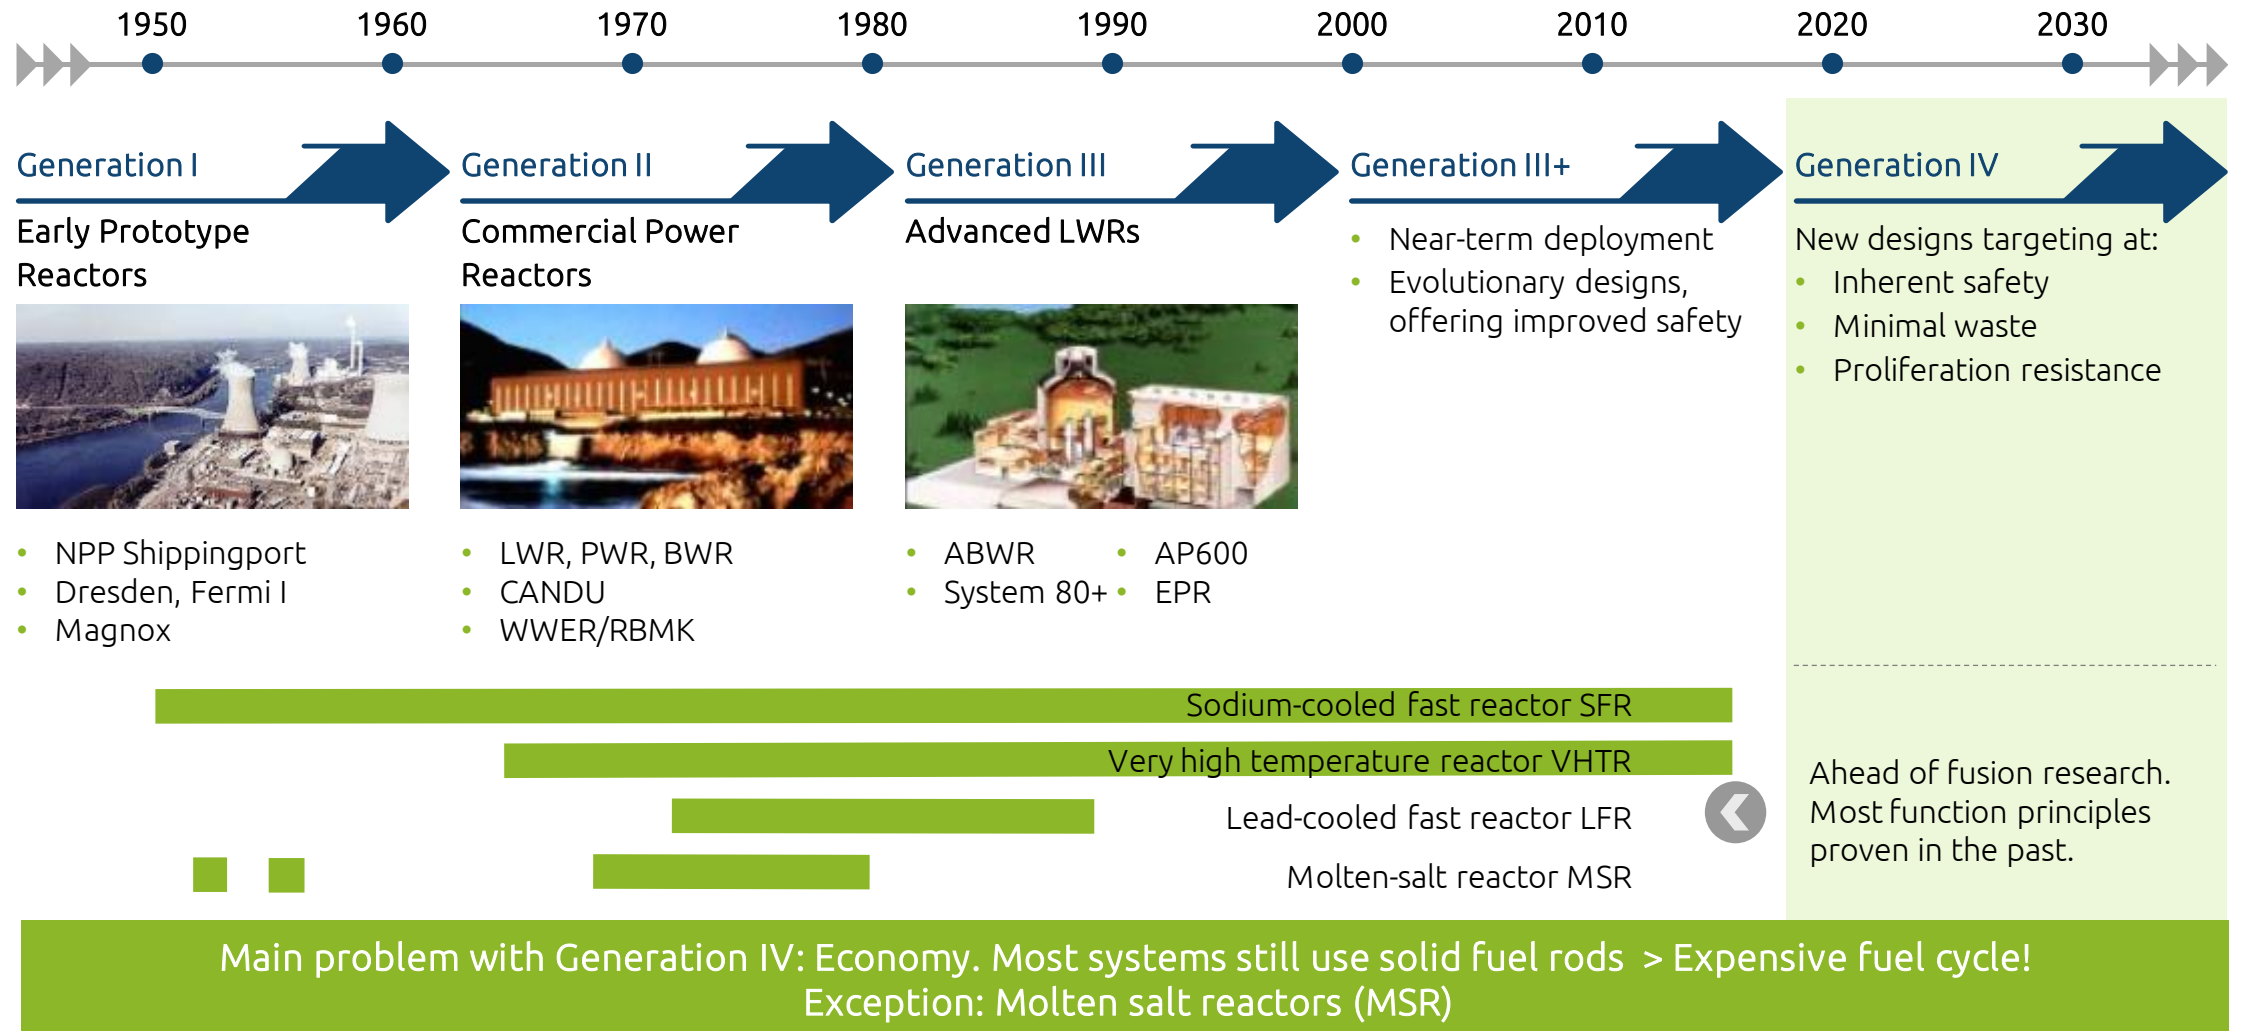 1950 1960 1970 1980 1990 2000 2010 2020 2030
Generation I
Early Prototype
Reactors
• NPP Shippingport
• Dresden, Fermi I
• Magnox
Generation II
Commercial Power
Reactors
• LWR, PWR, BWR
• CANDU
• WWER/RBMK
Generation III
Advanced LWRs
• ABWR
• System 80+
• AP600
• EPR
Generation III+
• Near-term deployment
• Evolutionary designs,
offering improved safety
Generation IV
New designs targeting at:
• Inherent safety
• Minimal waste
• Proliferation resistance
Sodium-cooled fast reactor SFR
Very high temperature reactor VHTR
Lead-cooled fast reactor LFR
Molten-salt reactor MSR
Ahead of fusion research.
Most function principles
proven in the past.
Main problem with Generation IV: Economy. Most systems still use solid fuel rods > Expensive fuel cycle!
Exception: Molten salt reactors (MSR)